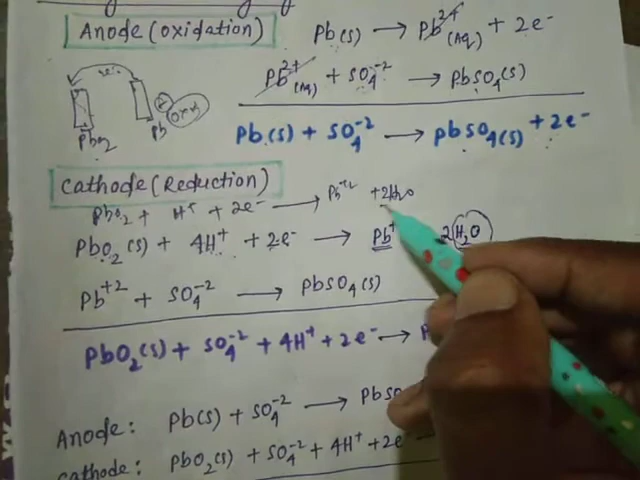 Anode (oxidation)
Pb(s) → Pb²⁺(Aq) + 2e⁻
Pb²⁺(Aq) + SO₄⁻² → PbSO₄(s)
PbO₂
Pb
Pb(s) + SO₄⁻² → PbSO₄(s) + 2e⁻
Cathode (Reduction)
PbO₂ + H⁺ + 2e⁻ → Pb⁺² + 2H₂O
PbO₂(s) + 4H⁺ + 2e⁻ → Pb⁺ 2H₂O
Pb⁺² + SO₄⁻² → PbSO₄(s)
PbO₂(s) + SO₄⁻² + 4H⁺ + 2e⁻ → P
Anode: Pb(s) + SO₄⁻² → PbSO
Cathode: PbO₂(s) + SO₄⁻² + 4H⁺ + 2e⁻